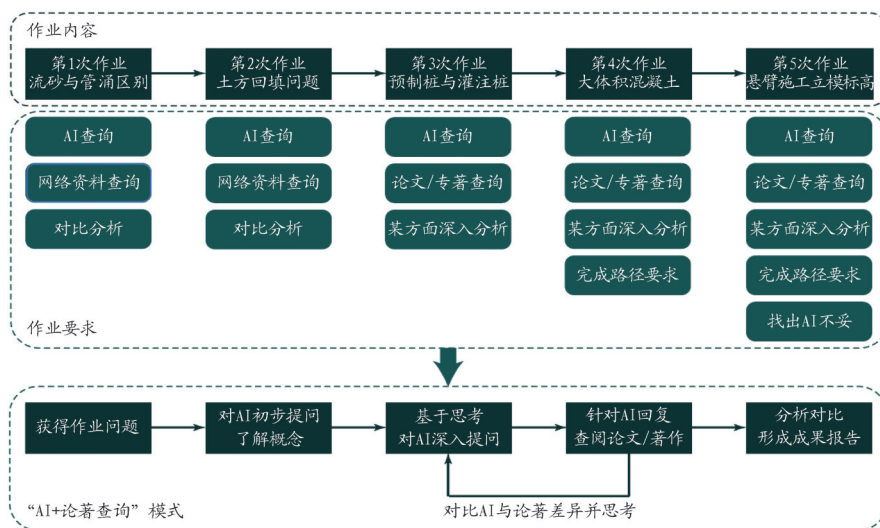 作业内容
第1次作业
流砂与管涌区别
第2次作业
土方回填问题
第3次作业
预制桩与灌注桩
第4次作业
大体积混凝土
第5次作业
悬臂施工立模标高
AI查询
网络资料查询
对比分析
AI查询
网络资料查询
对比分析
AI查询
论文/专著查询
某方面深入分析
AI查询
论文/专著查询
某方面深入分析
完成路径要求
AI查询
论文/专著查询
某方面深入分析
完成路径要求
找出AI不妥
作业要求
获得作业问题
对AI初步提问
了解概念
基于思考
对AI深入提问
针对AI回复
查阅论文/著作
分析对比
形成成果报告
“AI+论著查询”模式
对比AI与论著差异并思考